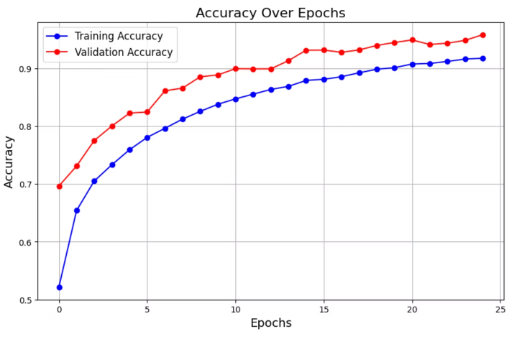 Accuracy Over Epochs
Training Accuracy
Validation Accuracy
Accuracy
0.9
0.8
0.7
0.6
0.5
0
5
10
15
20
25
Epochs